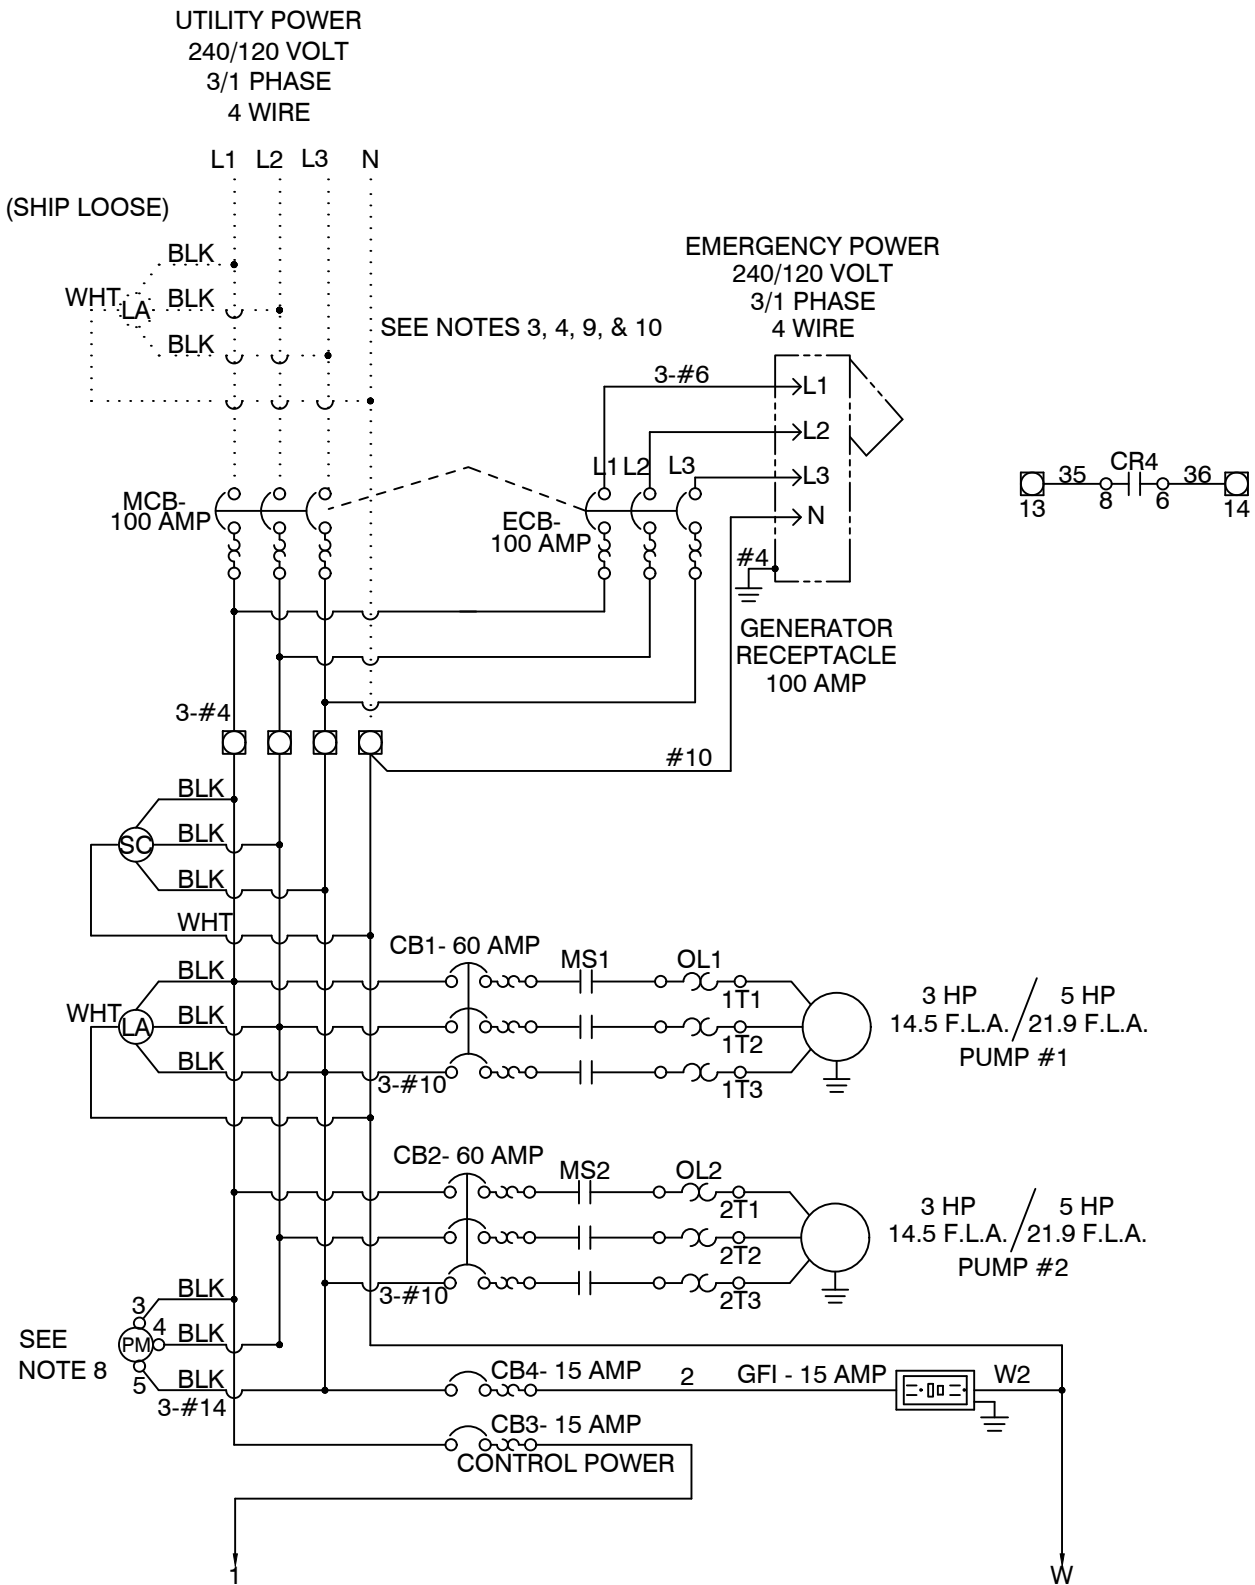 UTILITY POWER
240/120 VOLT
3/1 PHASE
4 WIRE
L1 L2 L3 N
(SHIP LOOSE)
BLK
WHT LA BLK
BLK
SEE NOTES 3, 4, 9, & 10
EMERGENCY POWER
240/120 VOLT
3/1 PHASE
4 WIRE
3-#6
L1
L2
L3
N
L1 L2 L3
MCB-
100 AMP
ECB-
100 AMP
#4
GENERATOR
RECEPTACLE
100 AMP
35 CR4 36
13 8 6 14
3-#4
#10
BLK
SC BLK
BLK
WHT
CB1- 60 AMP MS1 OL1
BLK
1T1
WHT LA BLK
1T2
BLK
3-#10 1T3
3 HP / 5 HP
14.5 F.L.A. 21.9 F.L.A.
PUMP #1
CB2- 60 AMP MS2 OL2
2T1
2T2
3-#10 2T3
3 HP / 5 HP
14.5 F.L.A. 21.9 F.L.A.
PUMP #2
SEE
NOTE 8
3 BLK
PM 4 BLK
5 BLK
3-#14
CB4- 15 AMP 2 GFI - 15 AMP W2
CB3- 15 AMP
CONTROL POWER
1 W